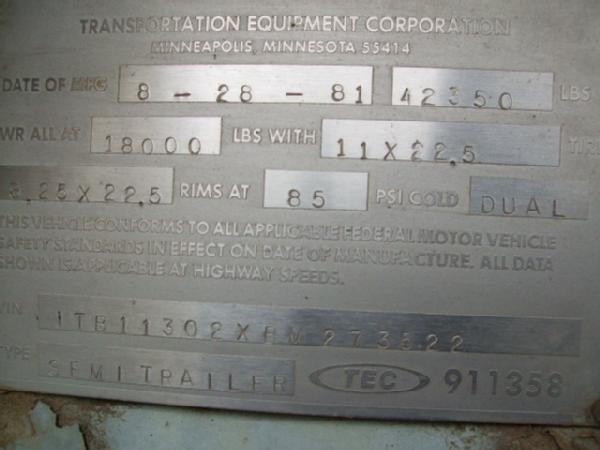 TRANSPORTATION EQUIPMENT CORPORATION
MINNEAPOLIS, MINNESOTA 55414
DATE OF MFG 8-28-81 42350 LBS
WR ALL AT 18000 LBS WITH 11X22.5 TIR
8.25X22.5 RIMS AT 85 PSI COLD DUAL
THIS VEHICLE CONFORMS TO ALL APPLICABLE FEDERAL MOTOR VEHICLE
SAFETY STANDARDS IN EFFECT ON DATE OF MANUFACTURE. ALL DATA
SHOWN IS APPLICABLE AT HIGHWAY SPEEDS.
VIN
TYPE SEMITRAILER TEC 911358